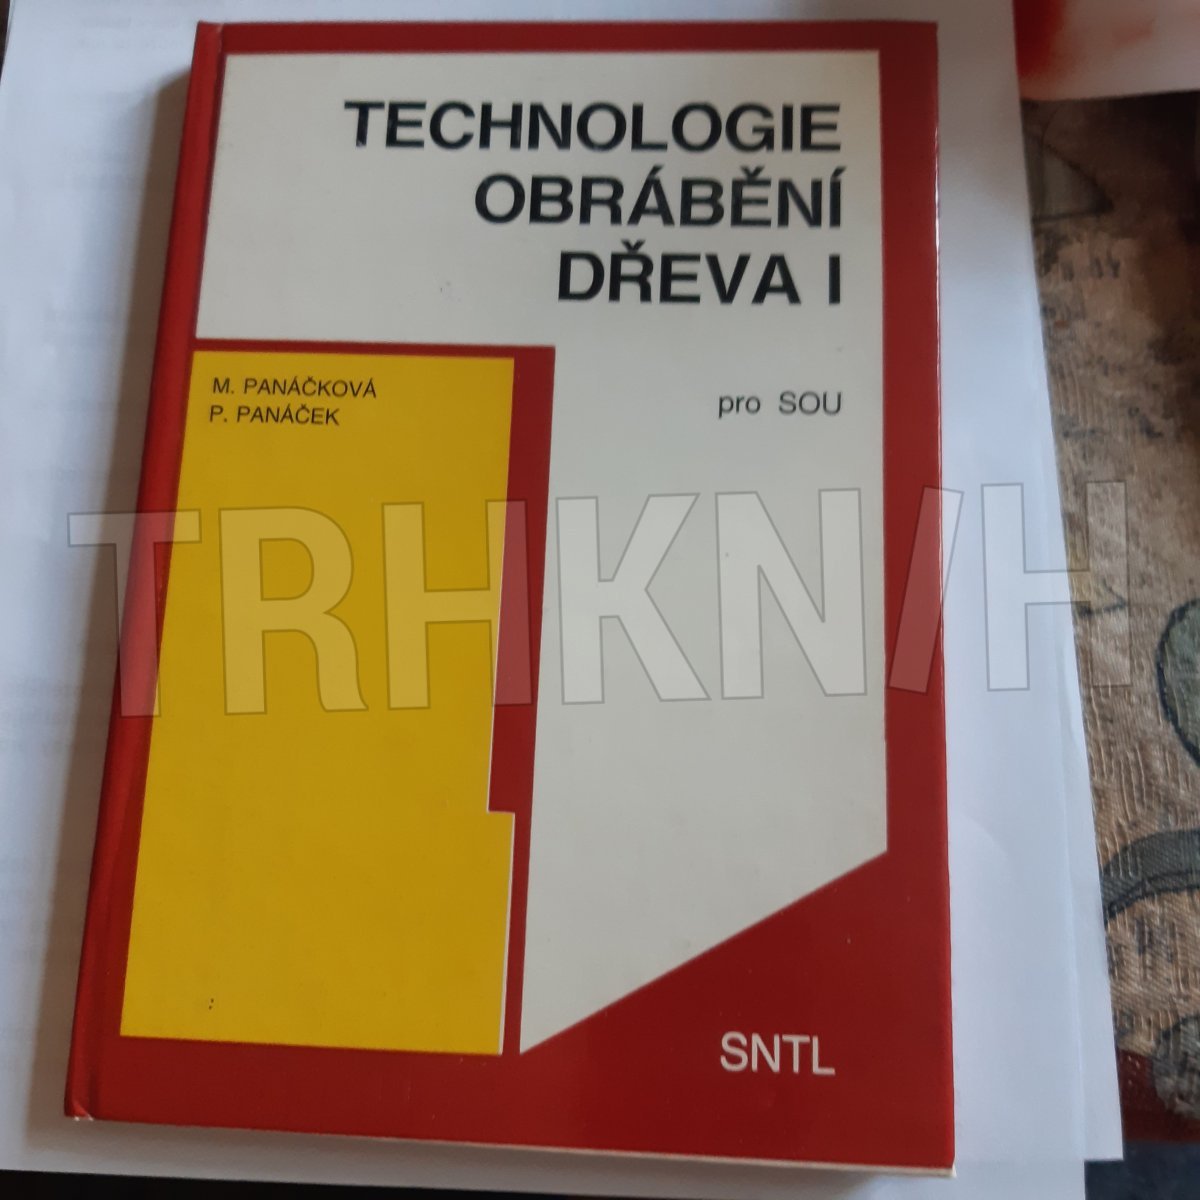 TECHNOLOGIE
OBRÁBĚNÍ
DŘEVA I
M. PANÁČKOVÁ
P. PANÁČEK
pro SOU
TRHKNIH
SNTL